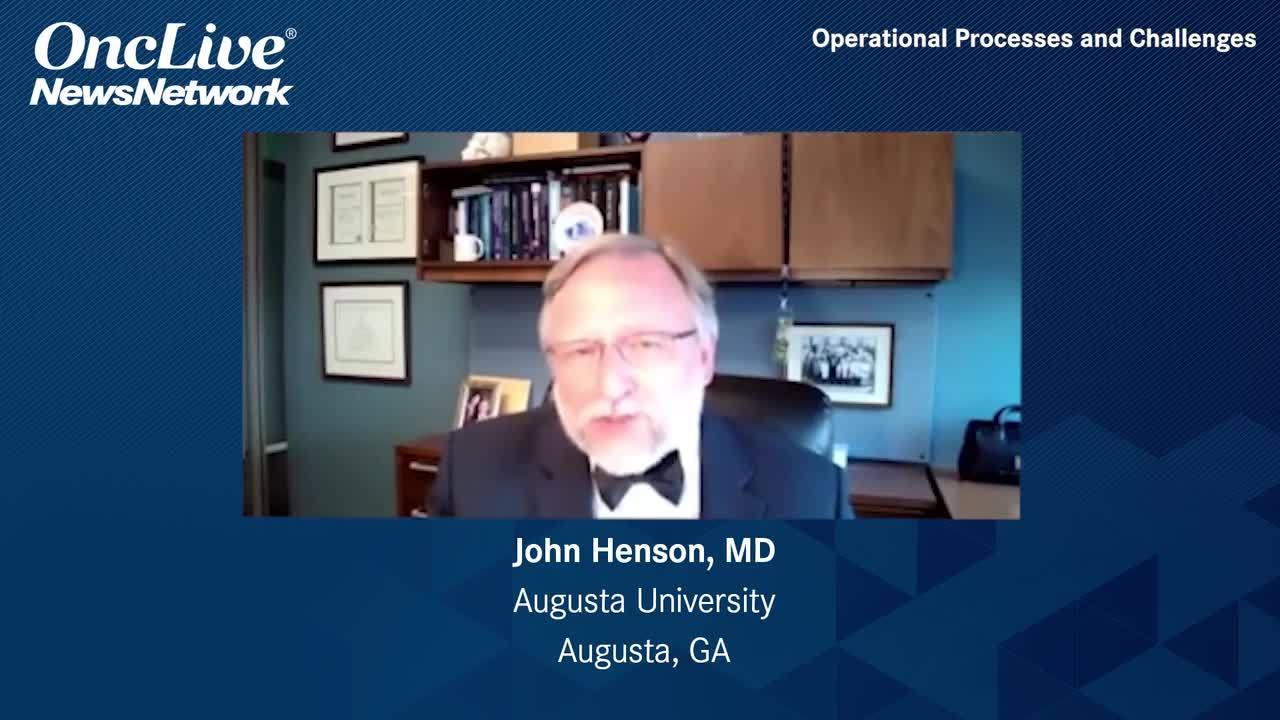 OncLive®
NewsNetwork
Operational Processes and Challenges
John Henson, MD
Augusta University
Augusta, GA